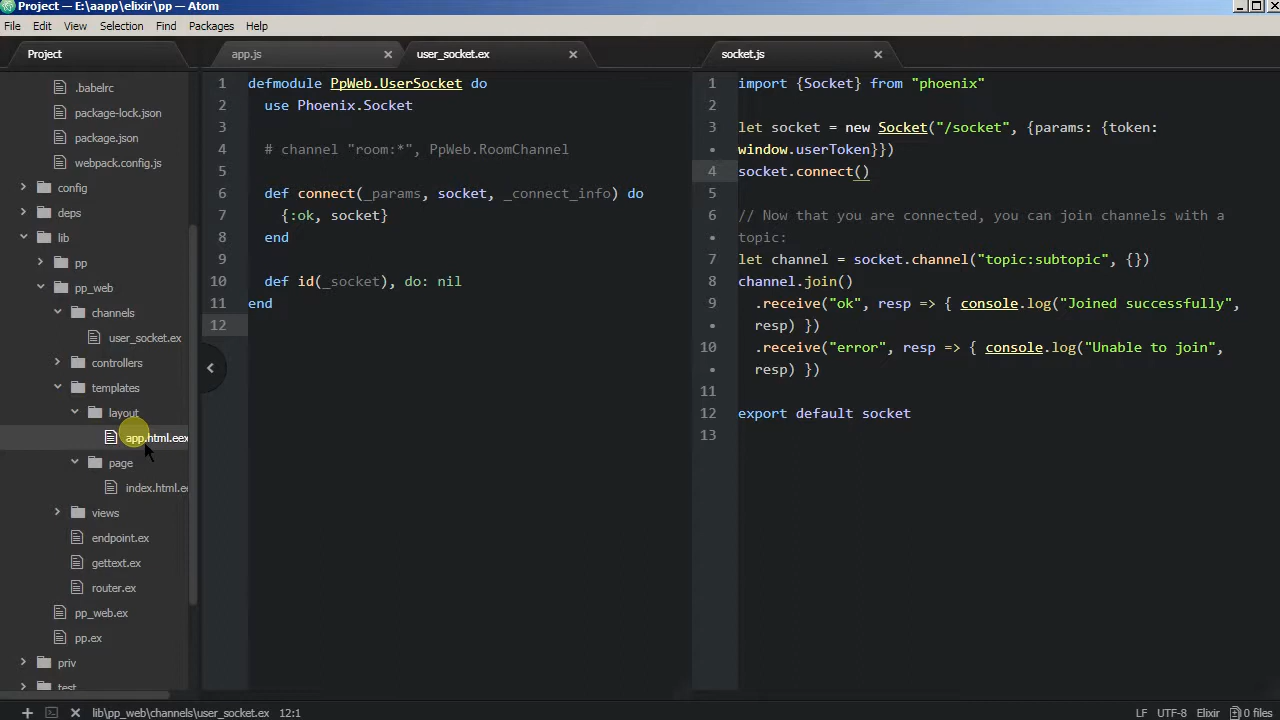 Project — E:\aapp\elixir\pp — Atom
File Edit View Selection Find Packages Help
Project
.babelrc
package-lock.json
package.json
webpack.config.js
config
deps
lib
pp
pp_web
channels
user_socket.ex
controllers
templates
layout
app.html.eex
page
index.html.ee
views
endpoint.ex
gettext.ex
router.ex
pp_web.ex
pp.ex
priv
test
app.js
user_socket.ex
1 defmodule PpWeb.UserSocket do
2 use Phoenix.Socket
3
4 # channel "room:*", PpWeb.RoomChannel
5
6 def connect(_params, socket, _connect_info) do
7 {:ok, socket}
8 end
9
10 def id(_socket), do: nil
11 end
12
socket.js
1 import {Socket} from "phoenix"
2
3 let socket = new Socket("/socket", {params: {token:
• window.userToken}})
4 socket.connect()
5
6 // Now that you are connected, you can join channels with a
• topic:
7 let channel = socket.channel("topic:subtopic", {})
8 channel.join()
9 .receive("ok", resp => { console.log("Joined successfully",
• resp) })
10 .receive("error", resp => { console.log("Unable to join",
• resp) })
11
12 export default socket
13
lib\pp_web\channels\user_socket.ex 12:1
LF UTF-8 Elixir 0 files